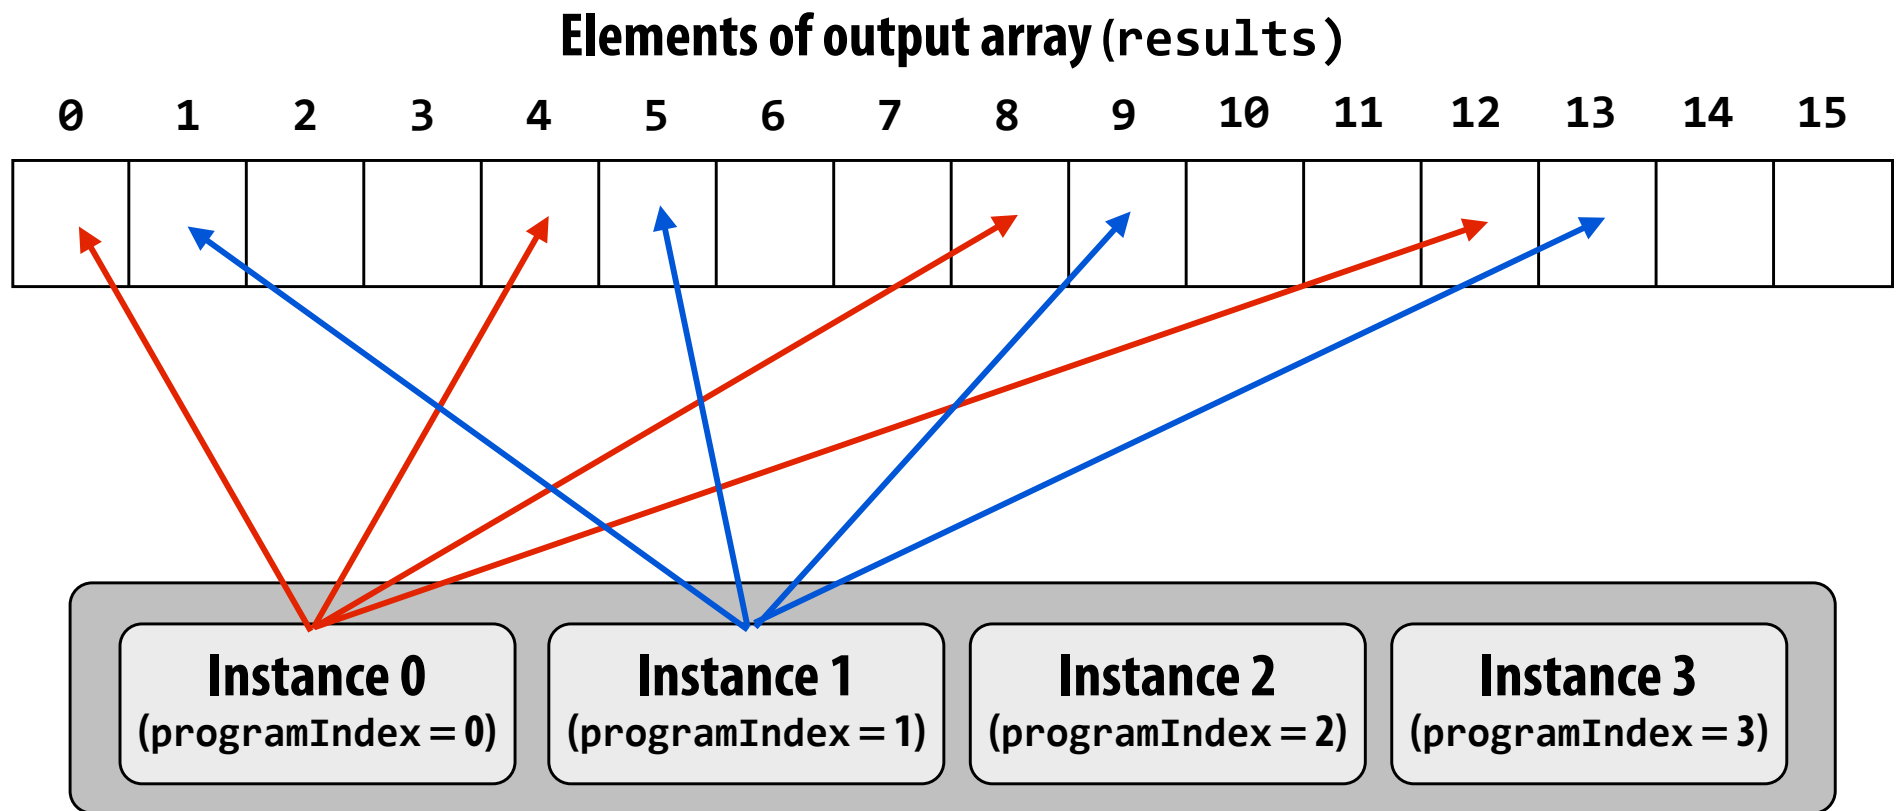 Elements of output array (results)
0 1 2 3 4 5 6 7 8 9 10 11 12 13 14 15
Instance 0 Instance 1 Instance 2 Instance 3
(programIndex = 0) (programIndex = 1) (programIndex = 2) (programIndex = 3)